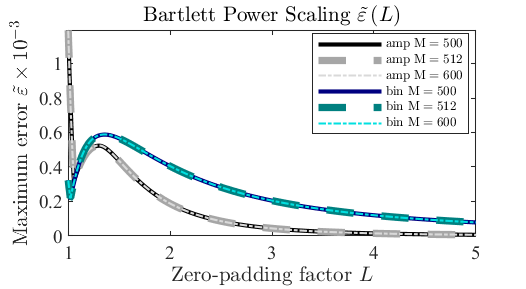 Bartlett Power Scaling ε̃(L)
Maximum error ε̃ × 10⁻³
1
0.8
0.6
0.4
0.2
0
amp M = 500
amp M = 512
amp M = 600
bin M = 500
bin M = 512
bin M = 600
1 2 3 4 5
Zero-padding factor L